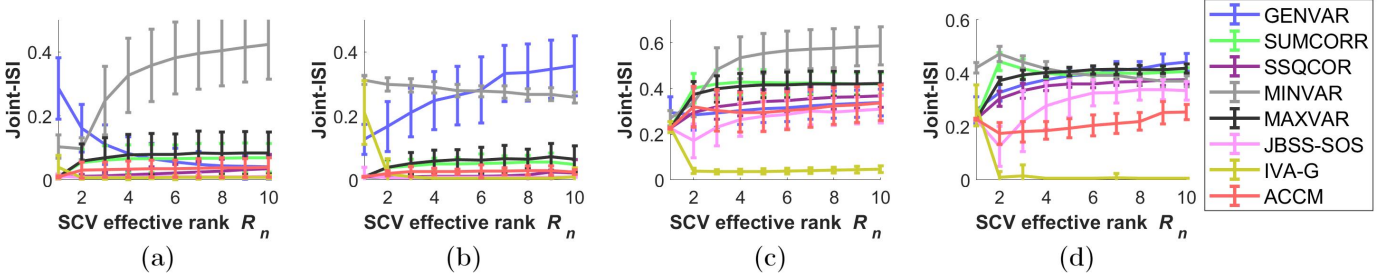 Joint-ISI
0.4
0.2
0
2 4 6 8 10
SCV effective rank R n
(a)
Joint-ISI
0.4
0.2
0
2 4 6 8 10
SCV effective rank R n
(b)
Joint-ISI
0.6
0.4
0.2
0
2 4 6 8 10
SCV effective rank R n
(c)
Joint-ISI
0.6
0.4
0.2
0
2 4 6 8 10
SCV effective rank R n
(d)
GENVAR
SUMCORR
SSQCOR
MINVAR
MAXVAR
JBSS-SOS
IVA-G
ACCM